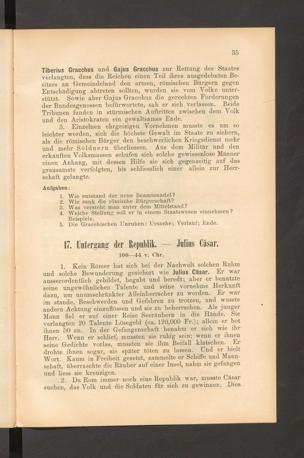 35
Tiberius Gracchus und Gajus Gracchus zur Rettung des Staates
verlangten, dass die Reichen einen Teil ihres ausgedehnten Be-
sitzes an Gemeindeland den armen, römischen Bürgern gegen
Entschädigung abtreten sollten, wurden sie vom Volke unter-
stützt. Sowie aber Gajus Gracchus die gerechten Forderungen
der Bundesgenossen befürwortete, sah er sich verlassen. Beide
Tribunen fanden in stürmischen Auftritten zwischen dem Volk
und den Aristokraten ein gewaltsames Ende.
5. Einzelnen ehrgeizigen Vornehmen musste es um so
leichter werden, sich die höchste Gewalt im Staate zu sichern,
als die römischen Bürger den beschwerlichen Kriegsdienst mehr
und mehr Söldnern überliessen. Aus dem Militär und den
erkauften Volksmassen schufen sich solche gewissenlose Männer
einen Anhang, mit dessen Hilfe sie sich gegenseitig auf das
grausamste verfolgten, bis schliesslich einer allein zur Herr-
schaft gelangte.
Aufgaben:
1. Wie entstand der neue Beamtenadel?
2. Wie sank die römische Bürgerschaft?
3. Was versteht man unter dem Mittelstand?
4. Welche Stellung soll er in einem Staatswesen einnehmen?
Beispiele.
5. Die Gracchischen Unruhen: Ursache; Verlauf; Ende.
17. Untergang der Republik. — Julius Cäsar.
100—44 v. Chr.
1. Kein Römer hat sich bei der Nachwelt solchen Ruhm
und solche Bewunderung gesichert wie Julius Cäsar. Er war
ausserordentlich gebildet, begabt und beredt; aber er benutzte
seine ungewöhnlichen Talente und seine vornehme Herkunft
dazu, um unumschränkter Alleinherrscher zu werden. Er war
im stande, Beschwerden und Gefahren zu trotzen, und wusste
andere Achtung einzuflössen und sie zu beherrschen. Als junger
Mann fiel er auf einer Reise Seeräubern in die Hände. Sie
verlangten 20 Talente Lösegeld (ca. 120,000 Fr.); allein er bot
ihnen 50 an. In der Gefangenschaft benahm er sich wie ihr
Herr. Wenn er schlief, mussten sie ruhig sein; wenn er ihnen
seine Gedichte vorlas, mussten sie ihm Beifall klatschen. Er
drohte ihnen sogar, sie später töten zu lassen. Und er hielt
Wort. Kaum in Freiheit gesetzt, sammelte er Schiffe und Mann-
schaft, überraschte die Räuber auf einer Insel, nahm sie gefangen
und liess sie kreuzigen.
2. Da Rom immer noch eine Republik war, musste Cäsar
suchen, das Volk und die Soldaten für sich zu gewinnen. Dies